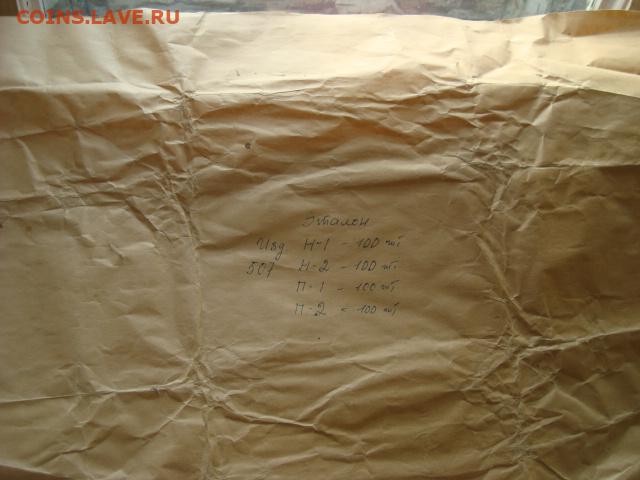 COINS.LAVE.RU
Эталон
Изд Н-1 - 100 шт
507 Н-2 - 100 шт
П-1 - 100 шт
П-2 - 100 шт